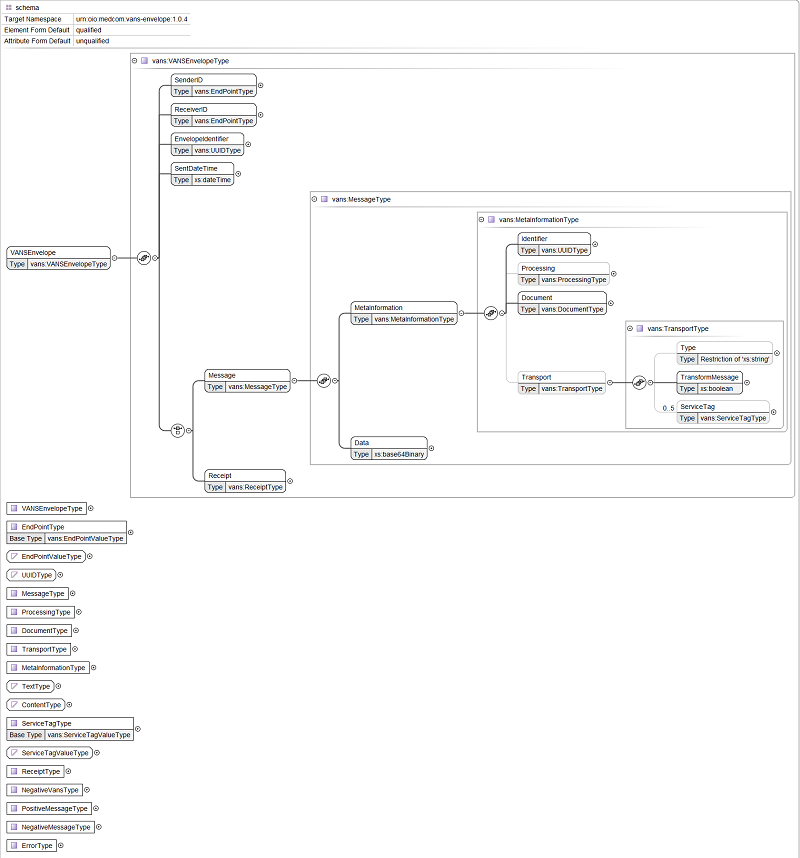 schema
Target Namespace urn:oio:medcom:vans-envelope:1.0.4
Element Form Default qualified
Attribute Form Default unqualified
vans:VANSEnvelopeType
SenderID
Type vans:EndPointType
ReceiverID
Type vans:EndPointType
EnvelopeIdentifier
Type vans:UUIDType
SentDateTime
Type xs:dateTime
vans:MessageType
vans:MetaInformationType
Identifier
Type vans:UUIDType
VANSEnvelope
Type vans:VANSEnvelopeType
Processing
Type vans:ProcessingType
Document
Type vans:DocumentType
MetaInformation
Type vans:MetaInformationType
vans:TransportType
Type
Type Restriction of 'xs:string'
Message
Type vans:MessageType
Transport
Type vans:TransportType
TransformMessage
Type xs:boolean
0..5 ServiceTag
Type vans:ServiceTagType
Data
Type xs:base64Binary
Receipt
Type vans:ReceiptType
VANSEnvelopeType
EndPointType
Base Type vans:EndPointValueType
EndPointValueType
UUIDType
MessageType
ProcessingType
DocumentType
TransportType
MetaInformationType
TextType
ContentType
ServiceTagType
Base Type vans:ServiceTagValueType
ServiceTagValueType
ReceiptType
NegativeVansType
PositiveMessageType
NegativeMessageType
ErrorType